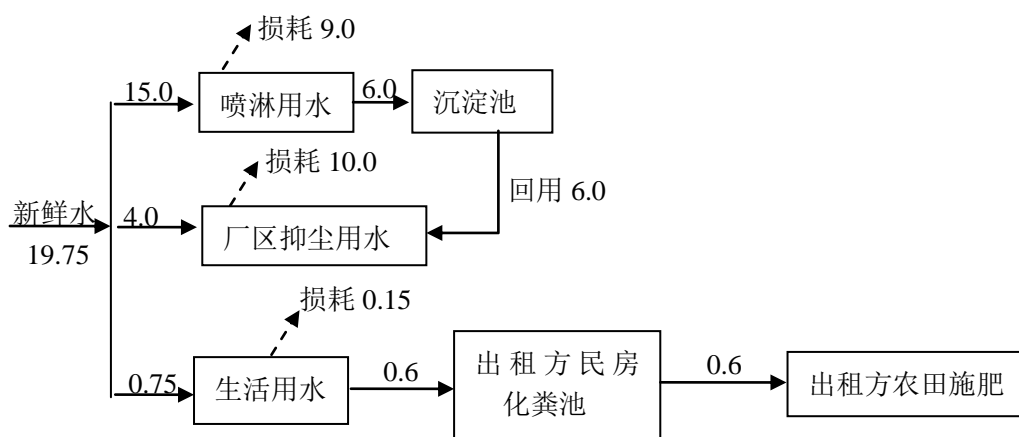 损耗 9.0
15.0
喷淋用水
6.0
沉淀池
损耗 10.0
回用 6.0
新鲜水
19.75
4.0
厂区抑尘用水
损耗 0.15
0.75
生活用水
0.6
出租方民房
化粪池
0.6
出租方农田施肥